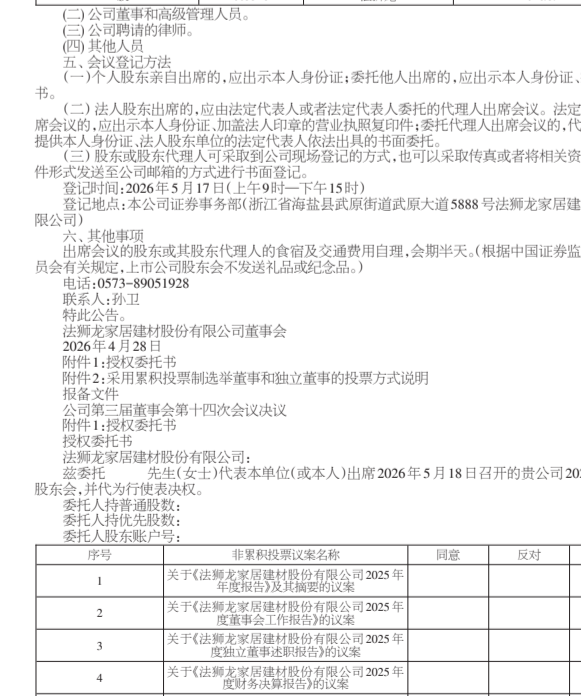 (二)公司董事和高级管理人员。
(三)公司聘请的律师。
(四)其他人员
五、会议登记方法
(一)个人股东亲自出席的,应出示本人身份证;委托他人出席的,应出示本人身份证、
书。
(二)法人股东出席的,应由法定代表人或者法定代表人委托的代理人出席会议。法定
席会议的,应出示本人身份证、加盖法人印章的营业执照复印件;委托代理人出席会议的,代
提供本人身份证、法人股东单位的法定代表人依法出具的书面委托。
(三)股东或股东代理人可采取到公司现场登记的方式,也可以采取传真或者将相关资
件形式发送至公司邮箱的方式进行书面登记。
登记时间:2026年5月17日(上午9时—下午15时)
登记地点:本公司证券事务部(浙江省海盐县武原街道武原大道5888号法狮龙家居建
限公司)
六、其他事项
出席会议的股东或其股东代理人的食宿及交通费用自理,会期半天。(根据中国证券监
员会有关规定,上市公司股东会不发送礼品或纪念品。)
电话:0573-89051928
联系人:孙卫
特此公告。
法狮龙家居建材股份有限公司董事会
2026年4月28日
附件1:授权委托书
附件2:采用累积投票制选举董事和独立董事的投票方式说明
报备文件
公司第三届董事会第十四次会议决议
附件1:授权委托书
授权委托书
法狮龙家居建材股份有限公司:
兹委托 先生(女士)代表本单位(或本人)出席2026年5月18日召开的贵公司202
股东会,并代为行使表决权。
委托人持普通股数:
委托人持优先股数:
委托人股东账户号:
序号 非累积投票议案名称 同意 反对
1 关于《法狮龙家居建材股份有限公司2025年
年度报告》及其摘要的议案
2 关于《法狮龙家居建材股份有限公司2025年
度董事会工作报告》的议案
3 关于《法狮龙家居建材股份有限公司2025年
度独立董事述职报告》的议案
4 关于《法狮龙家居建材股份有限公司2025年
度财务决算报告》的议案